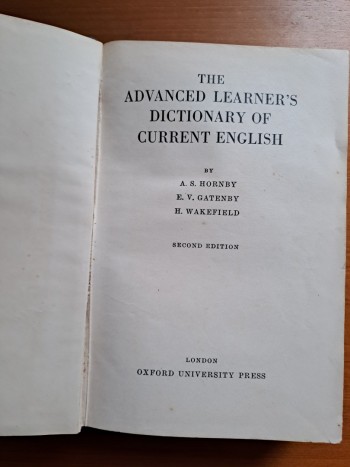 THE
ADVANCED LEARNER'S
DICTIONARY OF
CURRENT ENGLISH
BY
A. S. HORNBY
E. V. GATENBY
H. WAKEFIELD
SECOND EDITION
LONDON
OXFORD UNIVERSITY PRESS